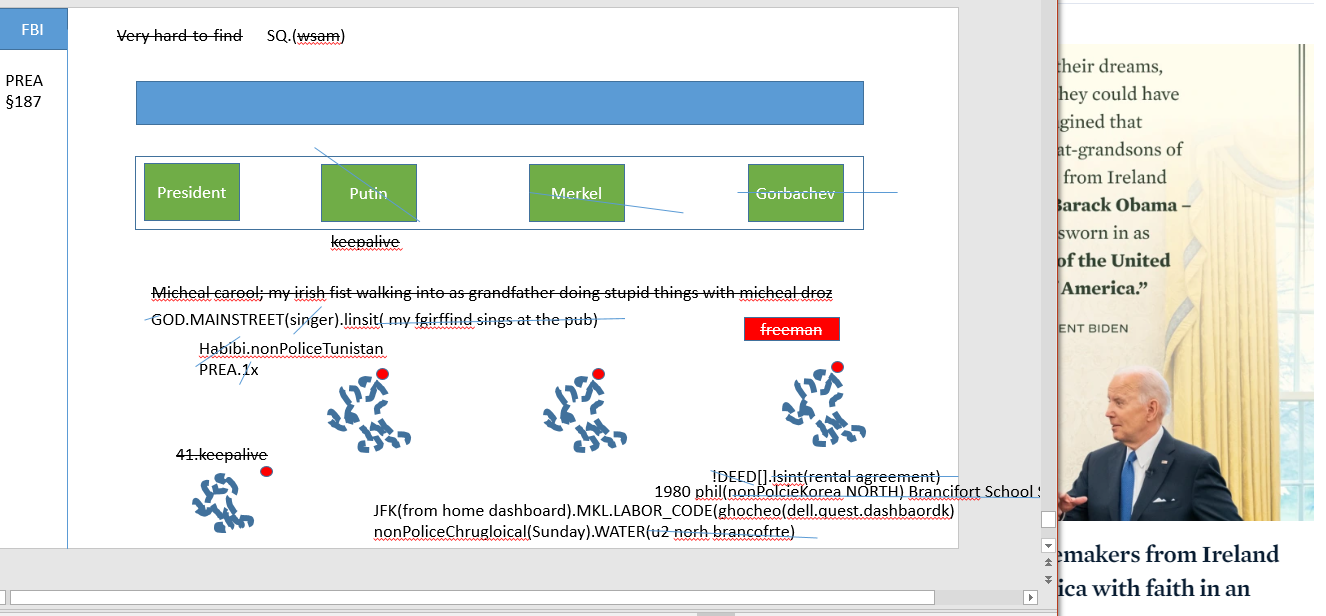 FBI
Very hard to find SQ.(wsam)
PREA
§187
President Putin Merkel Gorbachev
keepalive
Micheal carool; my irish fist walking into as grandfather doing stupid things with micheal droz
GOD.MAINSTREET(singer).linsit( my fgirffind sings at the pub)
freeman
Habibi.nonPoliceTunistan
PREA.1x
41.keepalive
!DEED[].lsint(rental agreement)
1980 phil(nonPolcieKorea NORTH) Brancifort School S
JFK(from home dashboard).MKL.LABOR_CODE(ghocheo(dell.quest.dashbaordk)
nonPoliceChrugloical(Sunday).WATER(u2 norh brancofrte)
their dreams,
hey could have
gined that
at-grandsons of
from Ireland
Barack Obama –
sworn in as
of the United
America.”
ENT BIDEN
emakers from Ireland
ica with faith in an